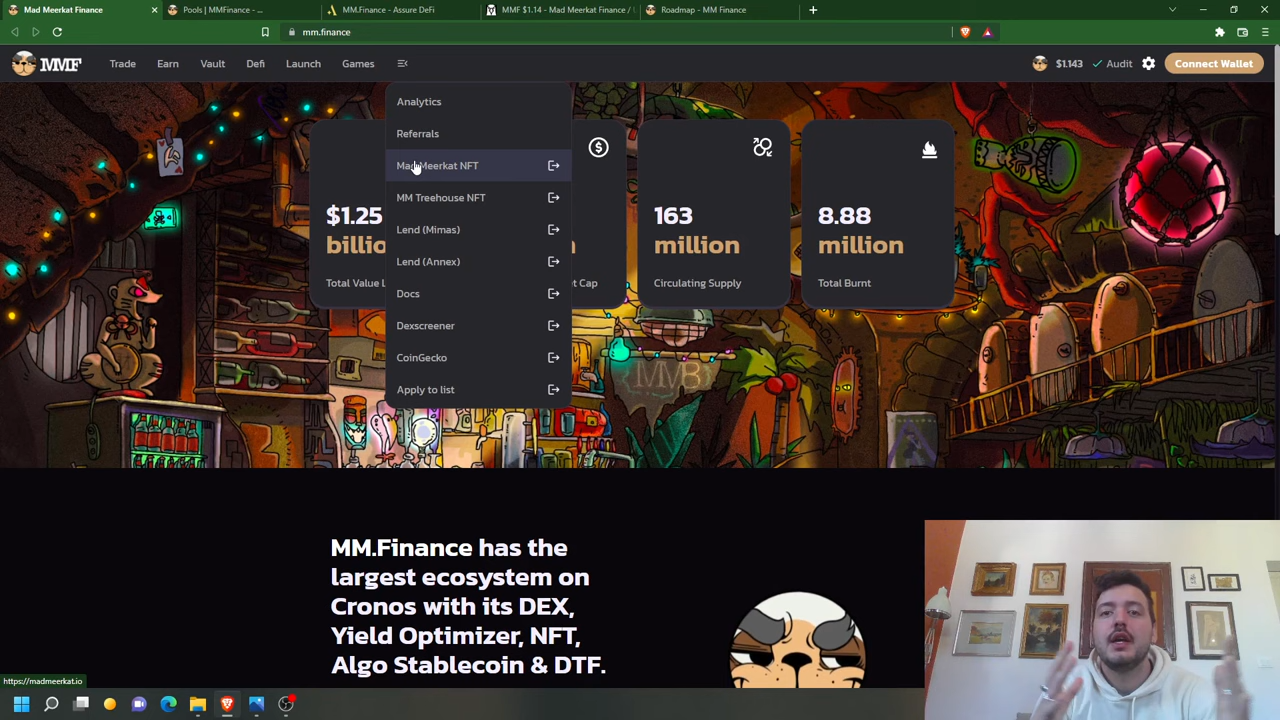 Mad Meerkat Finance
Pools | MMFinance - ...
MM.Finance - Assure DeFi
MMF $1.14 - Mad Meerkat Finance /
Roadmap - MM Finance
mm.finance
MMF
Trade
Earn
Vault
Defi
Launch
Games
$1.143
Audit
Connect Wallet
Analytics
Referrals
Mad Meerkat NFT
MM Treehouse NFT
Lend (Mimas)
Lend (Annex)
Docs
Dexscreener
CoinGecko
Apply to list
$1.25
billio
Total Value L
et Cap
163
million
Circulating Supply
8.88
million
Total Burnt
MMB
MM.Finance has the
largest ecosystem on
Cronos with its DEX,
Yield Optimizer, NFT,
Algo Stablecoin & DTF.
https://madmeerkat.io